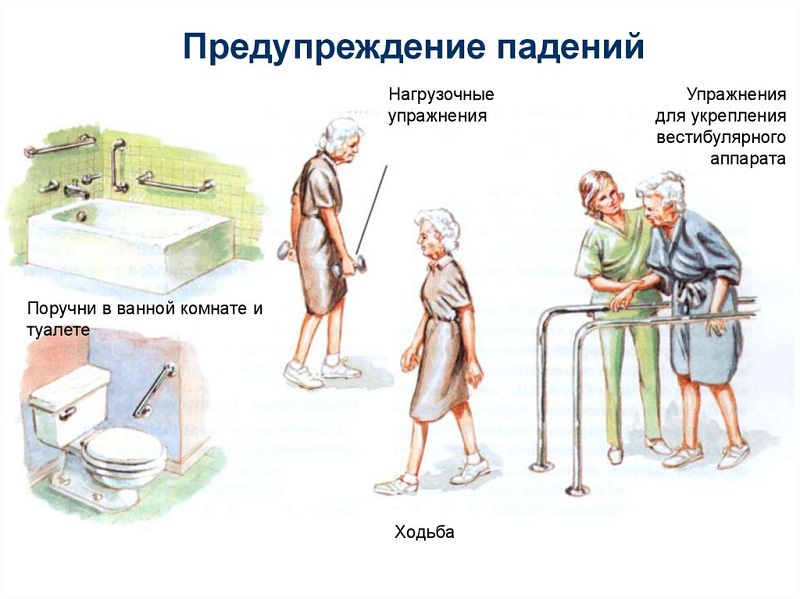 Предупреждение падений
Нагрузочные
упражнения
Упражнения
для укрепления
вестибулярного
аппарата
Поручни в ванной комнате и
туалете
Ходьба